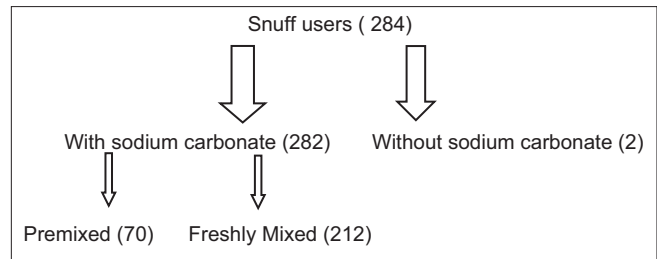 Snuff users ( 284)
With sodium carbonate (282) Without sodium carbonate (2)
Premixed (70) Freshly Mixed (212)